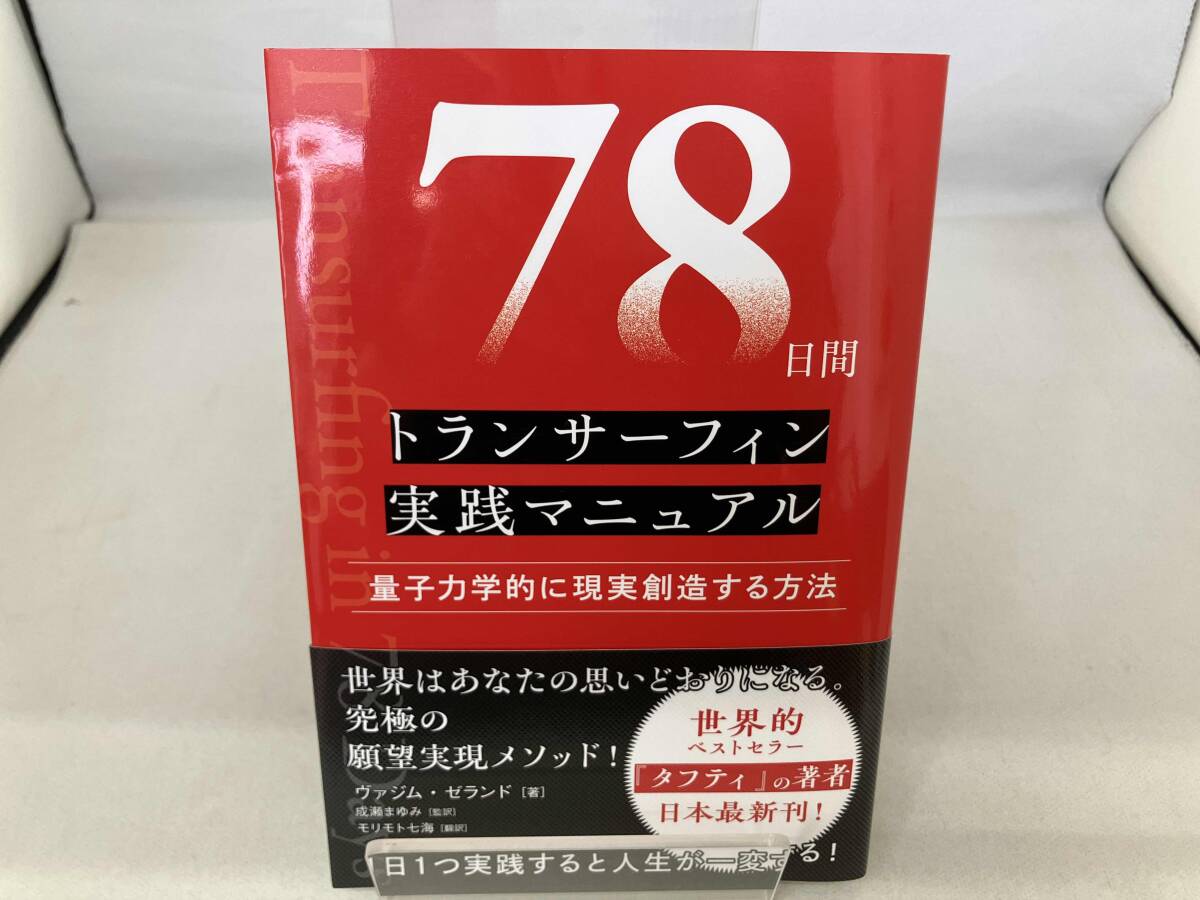 Transurfing in 78 Days
78
日間
トランサーフィン
実践マニュアル
量子力学的に現実創造する方法
世界はあなたの思いどおりになる。
究極の
願望実現メソッド！
ヴァジム・ゼランド［著］
成瀬まゆみ［監訳］
モリモト七海［翻訳］
世界的
ベストセラー
『タフティ』の著者
日本最新刊！
1日1つ実践すると人生が一変する！